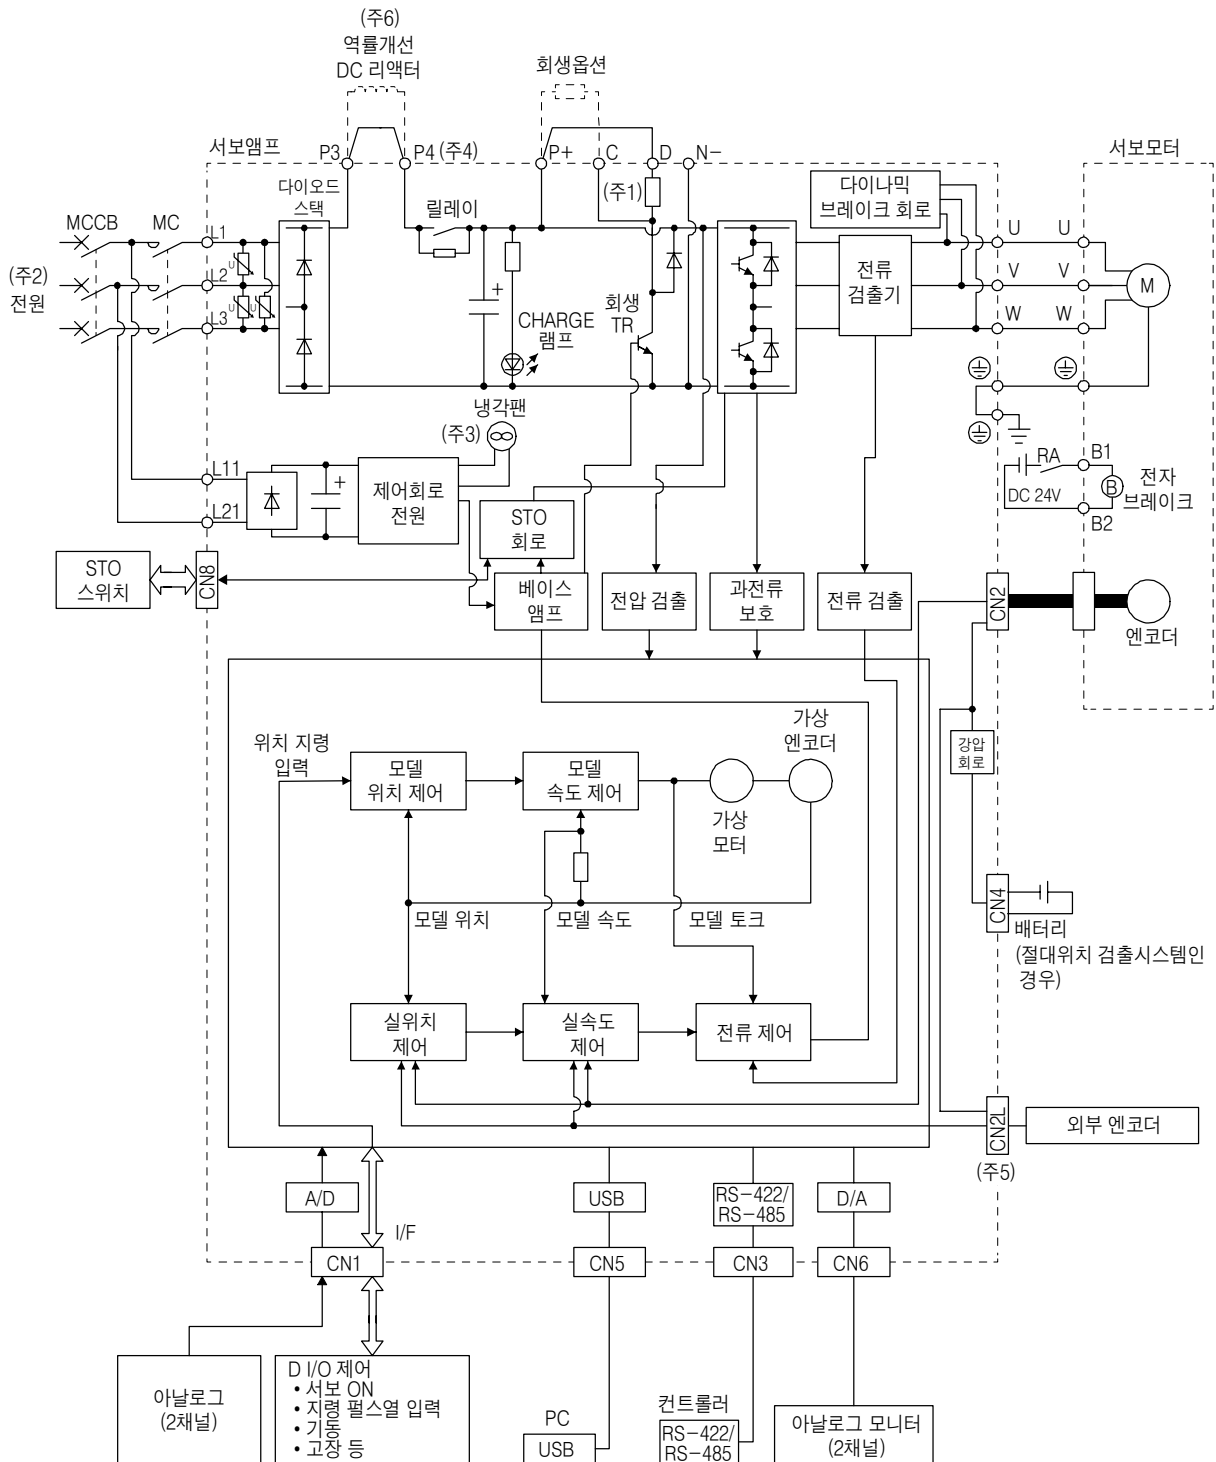 (주6)
역률개선
DC 리액터
회생옵션
서보앰프
P3
P4 (주4)
P+
C
D
N−
서보모터
다이오드
스택
릴레이
(주1)
다이나믹
브레이크 회로
MCCB
MC
L1
U
L2
U
U
L3
(주2)
전원
+
CHARGE
램프
회생
TR
전류
검출기
U
U
V
V
W
W
M
냉각팬
(주3)
L11
L21
+
제어회로
전원
STO
회로
RA
DC 24V
B1
B
B2
전자
브레이크
STO
스위치
CN8
베이스
앰프
전압 검출
과전류
보호
전류 검출
CN2
엔코더
위치 지령
입력
모델
위치 제어
모델
속도 제어
가상
엔코더
가상
모터
강압
회로
모델 위치
모델 속도
모델 토크
CN4
배터리
(절대위치 검출시스템인
경우)
실위치
제어
실속도
제어
전류 제어
CN2L
외부 엔코더
(주5)
A/D
I/F
USB
RS−422/
RS−485
D/A
CN1
CN5
CN3
CN6
아날로그
(2채널)
D I/O 제어
• 서보 ON
• 지령 펄스열 입력
• 기동
• 고장 등
PC
USB
컨트롤러
RS−422/
RS−485
아날로그 모니터
(2채널)